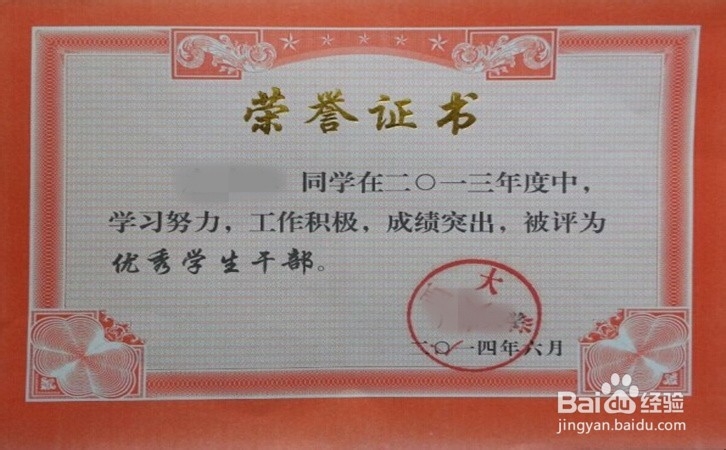 荣誉证书
同学在二〇一三年度中，
学习努力，工作积极，成绩突出，被评为
优秀学生干部。
大
二〇一四年六月
Baidu经验
jingyan.baidu.com